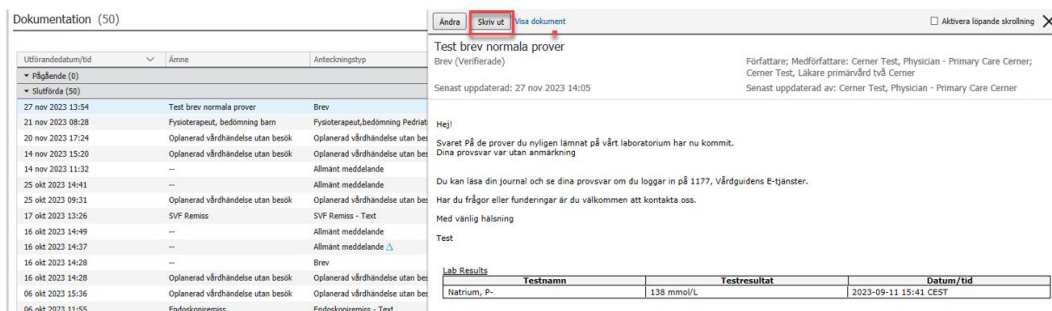 Dokumentation (50)
Utförandedatum/tid Ämne Anteckningstyp
Pågående (0)
Slutförda (50)
27 nov 2023 13:54 Test brev normala prover Brev
21 nov 2023 08:28 Fysioterapeut, bedömning barn Fysioterapeut,bedömning Pediat
20 nov 2023 17:24 Oplanerad vårdhändelse utan besök Oplanerad vårdhändelse utan bes
14 nov 2023 15:20 Oplanerad vårdhändelse utan besök Oplanerad vårdhändelse utan bes
14 nov 2023 11:32 -- Allmänt meddelande
25 okt 2023 14:41 -- Allmänt meddelande
25 okt 2023 09:31 Oplanerad vårdhändelse utan besök Oplanerad vårdhändelse utan bes
17 okt 2023 13:26 SVF Remiss SVF Remiss - Text
16 okt 2023 14:49 -- Allmänt meddelande
16 okt 2023 14:37 -- Allmänt meddelande
16 okt 2023 14:28 -- Brev
16 okt 2023 14:28 Oplanerad vårdhändelse utan besök Oplanerad vårdhändelse utan bes
06 okt 2023 15:36 Oplanerad vårdhändelse utan besök Oplanerad vårdhändelse utan bes
06 okt 2023 11:55 Endoskopiremiss Endoskopiremiss - Text
Ändra Skriv ut Visa dokument Aktivera löpande skrollning
Test brev normala prover
Brev (Verifierade)
Författare; Medförfattare: Cerner Test, Physician - Primary Care Cerner;
Cerner Test, Läkare primärvård två Cerner
Senast uppdaterad: 27 nov 2023 14:05
Senast uppdaterad av: Cerner Test, Physician - Primary Care Cerner
Hej!
Svaret På de prover du nyligen lämnat på vårt laboratorium har nu kommit.
Dina provsvar var utan anmärkning
Du kan läsa din journal och se dina provsvar om du loggar in på 1177, Vårdguidens E-tjänster.
Har du frågor eller funderingar är du välkommen att kontakta oss.
Med vänlig hälsning
Test
Lab Results
Testnamn Testresultat Datum/tid
Natrium, P- 138 mmol/L 2023-09-11 15:41 CEST